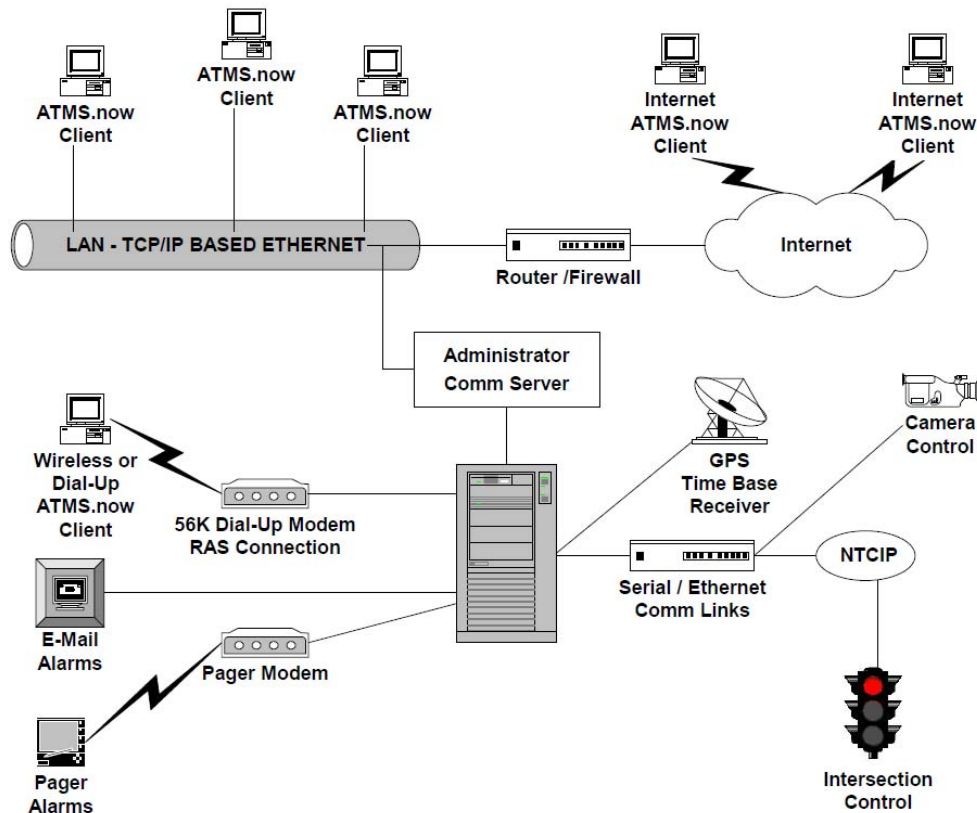 ATMS.now
Client
ATMS.now
Client
ATMS.now
Client
Internet
ATMS.now
Client
Internet
ATMS.now
Client
LAN - TCP/IP BASED ETHERNET
Router /Firewall
Internet
Administrator
Comm Server
Wireless or
Dial-Up
ATMS.now
Client
56K Dial-Up Modem
RAS Connection
GPS
Time Base
Receiver
Camera
Control
E-Mail
Alarms
Pager Modem
Serial / Ethernet
Comm Links
NTCIP
Pager
Alarms
Intersection
Control